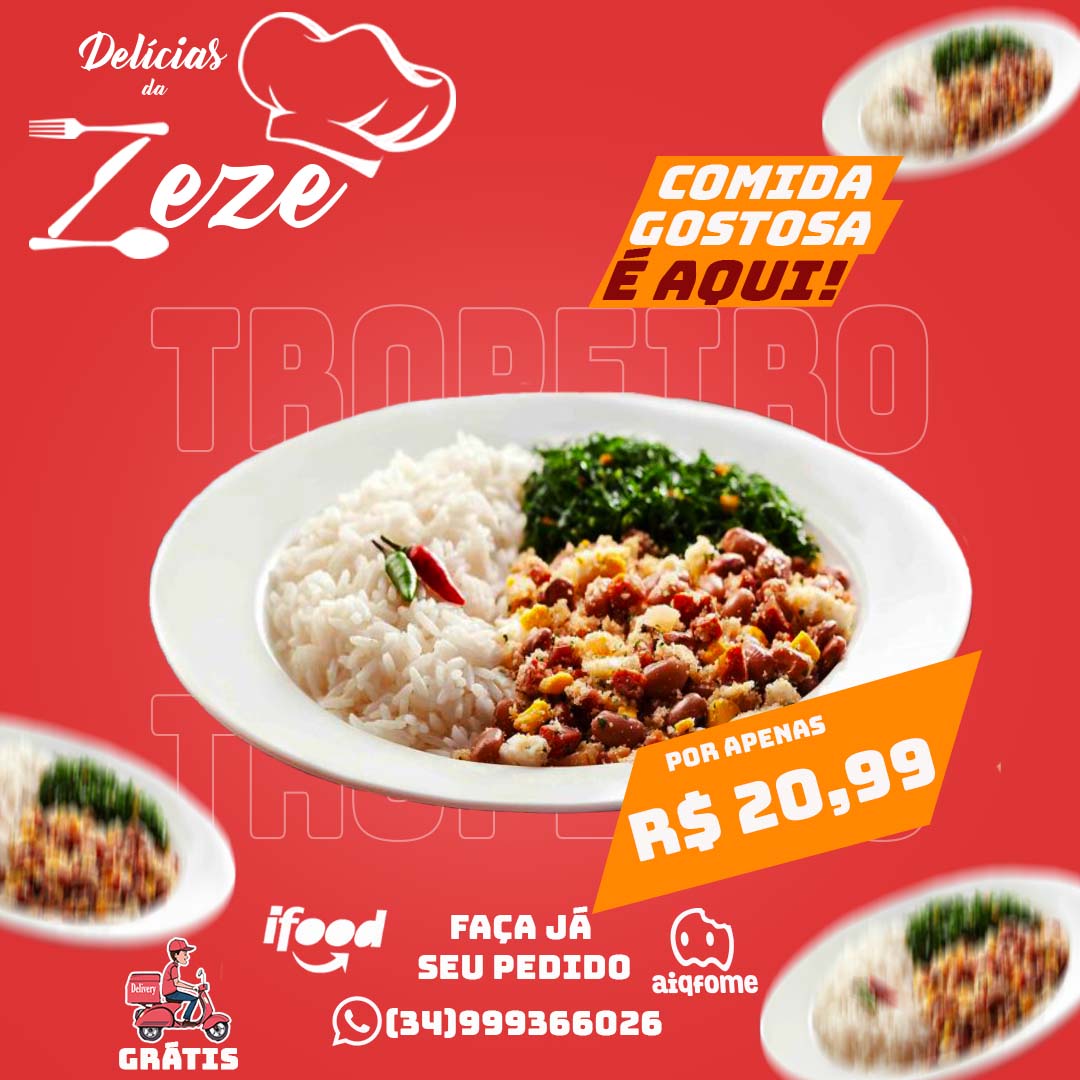 Delícias
da
Zeze
COMIDA
GOSTOSA
É AQUI!
TROPEIRO
POR APENAS
R$ 20,99
ifood
FAÇA JÁ
SEU PEDIDO
aiqfome
Delivery
(34)999366026
GRÁTIS